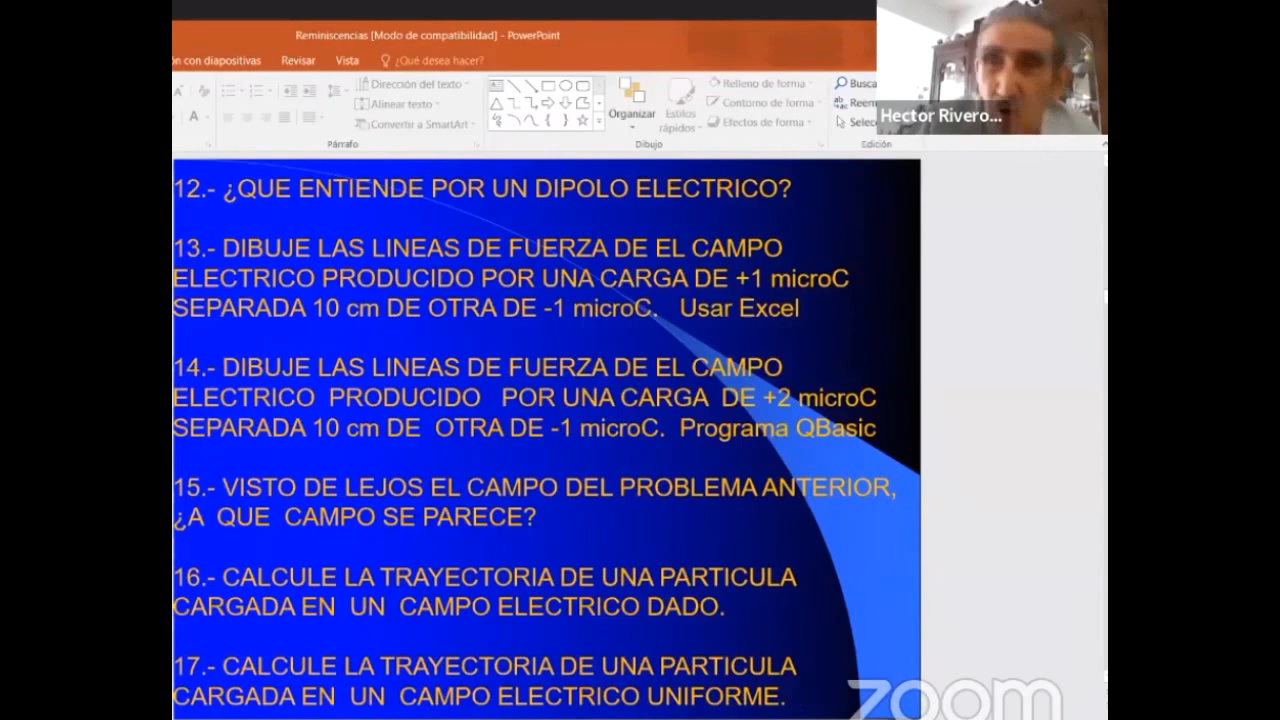 Reminiscencias [Modo de compatibilidad] - PowerPoint
ón con diapositivas Revisar Vista ¿Qué desea hacer?
Dirección del texto
Alinear texto
Convertir a SmartArt
Párrafo
Organizar
Estilos
rápidos
Relleno de forma
Contorno de forma
Efectos de forma
Dibujo
Busca
Reem
Selec
Edición
Hector Rivero...
12.- ¿QUE ENTIENDE POR UN DIPOLO ELECTRICO?
13.- DIBUJE LAS LINEAS DE FUERZA DE EL CAMPO
ELECTRICO PRODUCIDO POR UNA CARGA DE +1 microC
SEPARADA 10 cm DE OTRA DE -1 microC. Usar Excel
14.- DIBUJE LAS LINEAS DE FUERZA DE EL CAMPO
ELECTRICO PRODUCIDO POR UNA CARGA DE +2 microC
SEPARADA 10 cm DE OTRA DE -1 microC. Programa QBasic
15.- VISTO DE LEJOS EL CAMPO DEL PROBLEMA ANTERIOR,
¿A QUE CAMPO SE PARECE?
16.- CALCULE LA TRAYECTORIA DE UNA PARTICULA
CARGADA EN UN CAMPO ELECTRICO DADO.
17.- CALCULE LA TRAYECTORIA DE UNA PARTICULA
CARGADA EN UN CAMPO ELECTRICO UNIFORME.
zoom